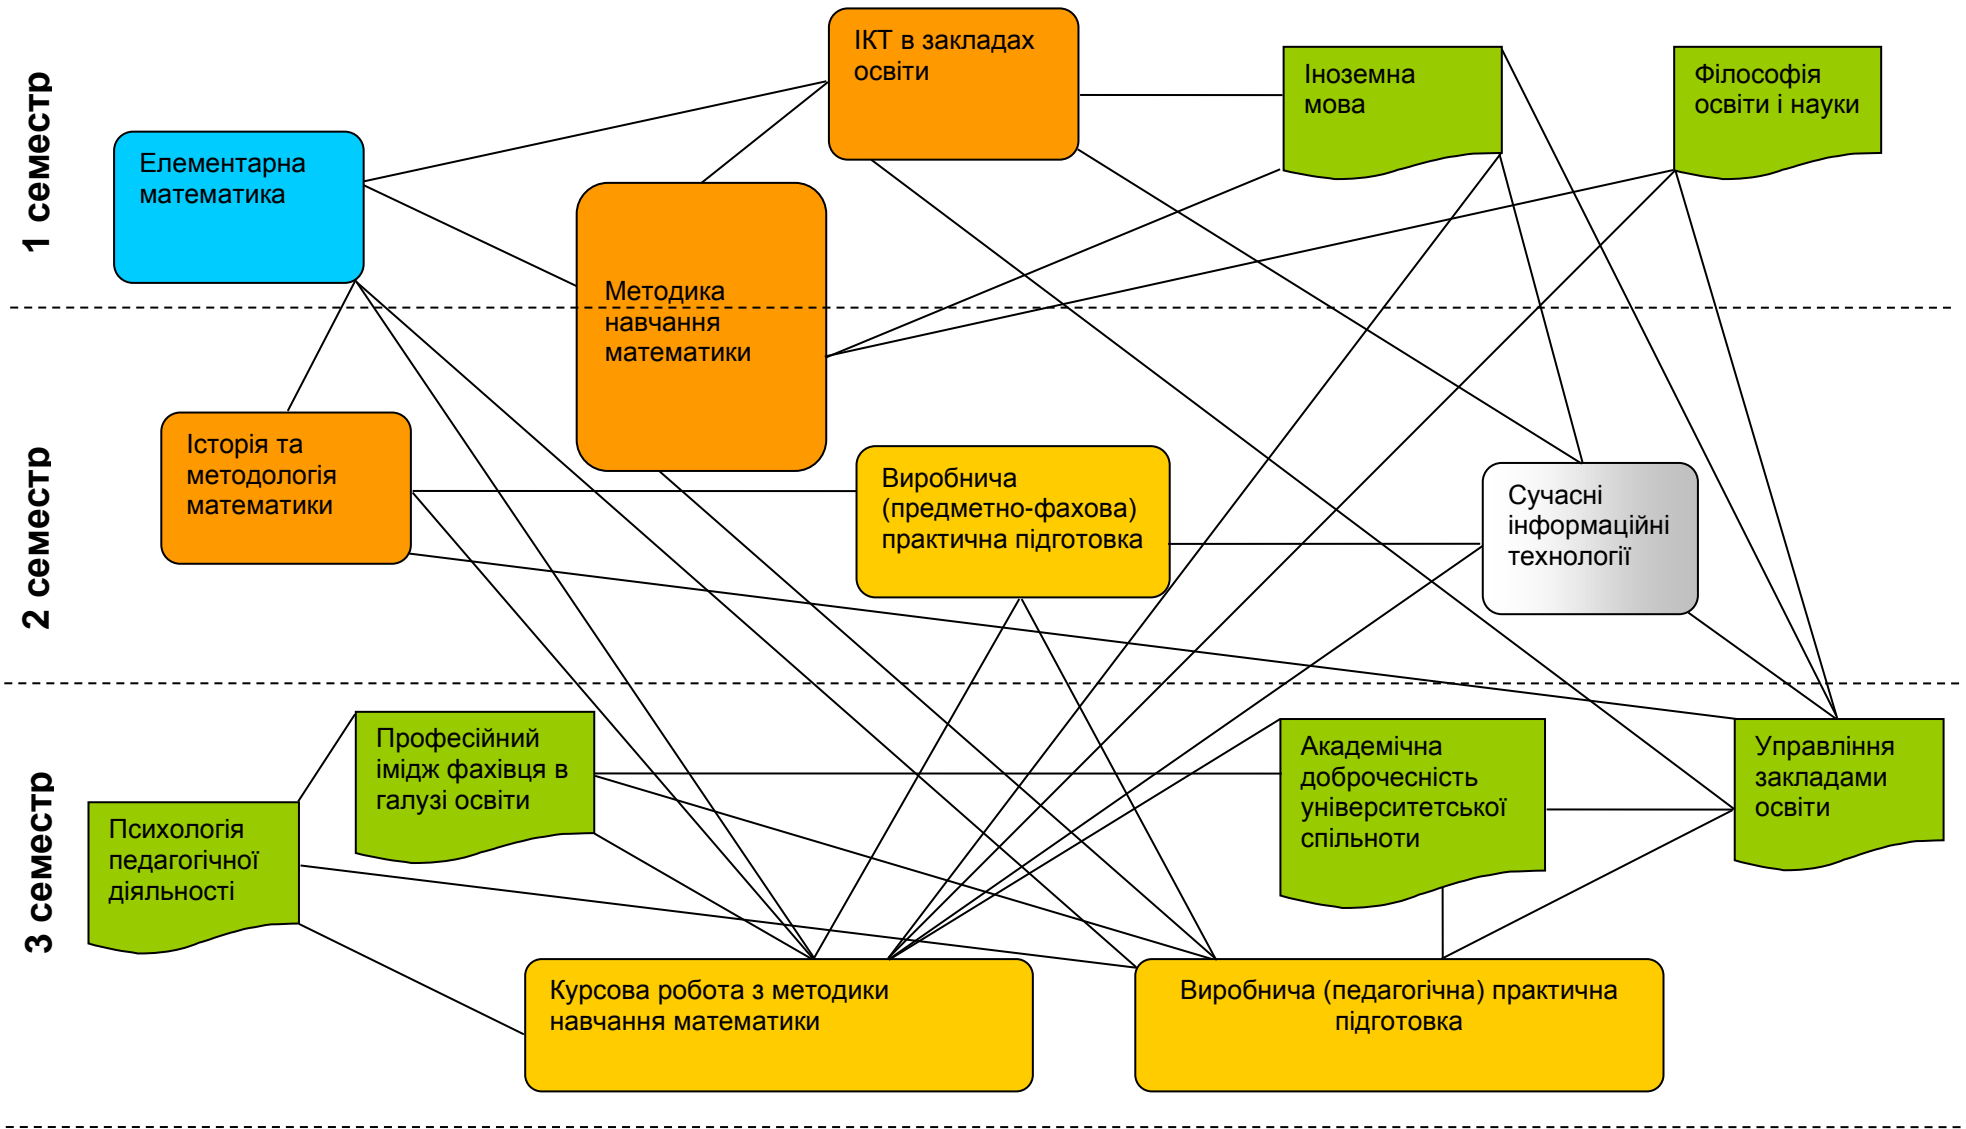 1 семестр
ІКТ в закладах
освіти
Іноземна
мова
Філософія
освіти і науки
Елементарна
математика
Методика
навчання
математики
2 семестр
Історія та
методологія
математики
Виробнича
(предметно-фахова)
практична підготовка
Сучасні
інформаційні
технології
3 семестр
Професійний
імідж фахівця в
галузі освіти
Академічна
доброчесність
університетської
спільноти
Управління
закладами
освіти
Психологія
педагогічної
діяльності
Курсова робота з методики
навчання математики
Виробнича (педагогічна) практична
підготовка